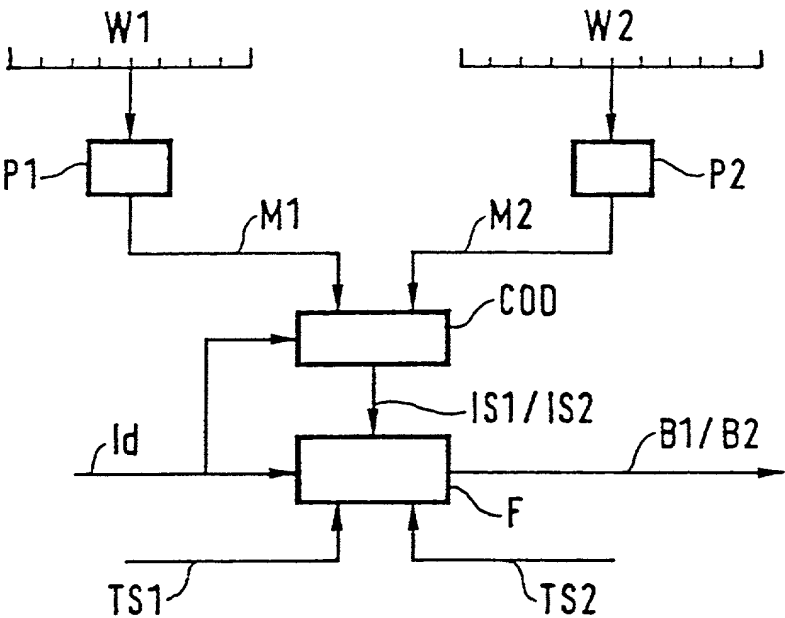 W1
W2
P1
P2
M1
M2
COD
IS1/IS2
Id
B1/B2
F
TS1
TS2